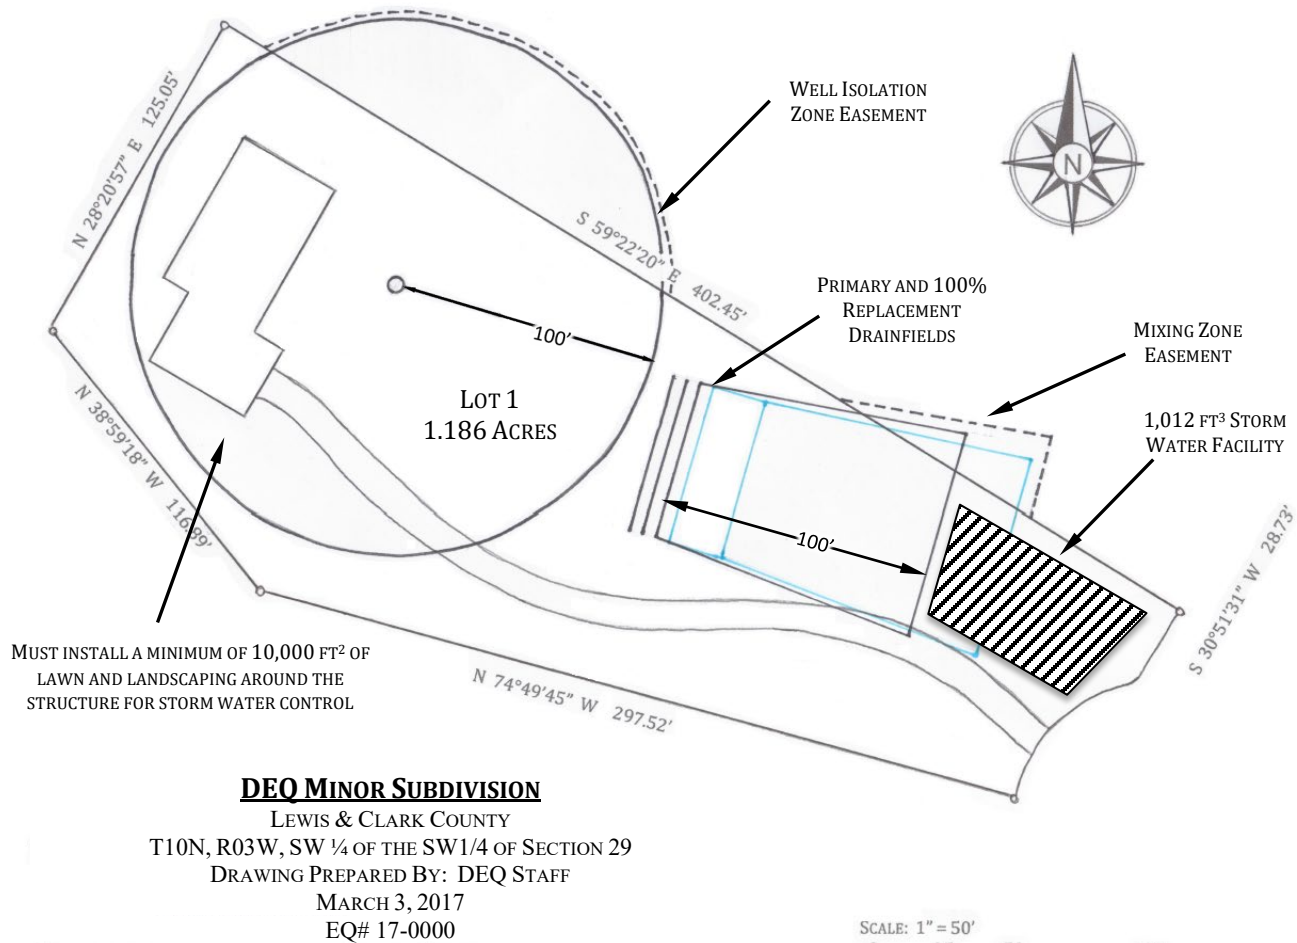 N 28°20'57" E 125.05'
WELL ISOLATION
ZONE EASEMENT
N
S 59°22'20" E 402.45'
PRIMARY AND 100%
REPLACEMENT
DRAINFIELDS
MIXING ZONE
EASEMENT
100'
LOT 1
1.186 ACRES
1,012 FT³ STORM
WATER FACILITY
N 38°59'18" W 116.89'
100'
S 30°51'31" W 28.73'
MUST INSTALL A MINIMUM OF 10,000 FT² OF
LAWN AND LANDSCAPING AROUND THE
STRUCTURE FOR STORM WATER CONTROL
N 74°49'45" W 297.52'
DEQ MINOR SUBDIVISION
LEWIS & CLARK COUNTY
T10N, R03W, SW ¼ OF THE SW1/4 OF SECTION 29
DRAWING PREPARED BY: DEQ STAFF
MARCH 3, 2017
EQ# 17-0000
SCALE: 1" = 50'